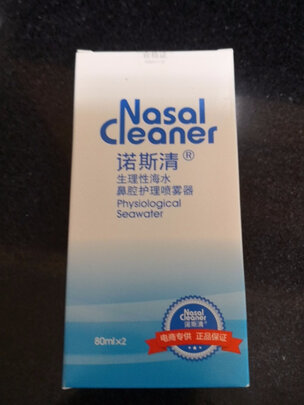 Nasal
Cleaner
诺斯清®
生理性海水
鼻腔护理喷雾器
Physiological
Seawater
Nasal
Cleaner
诺斯清®
电商专供 正品保证
80ml×2